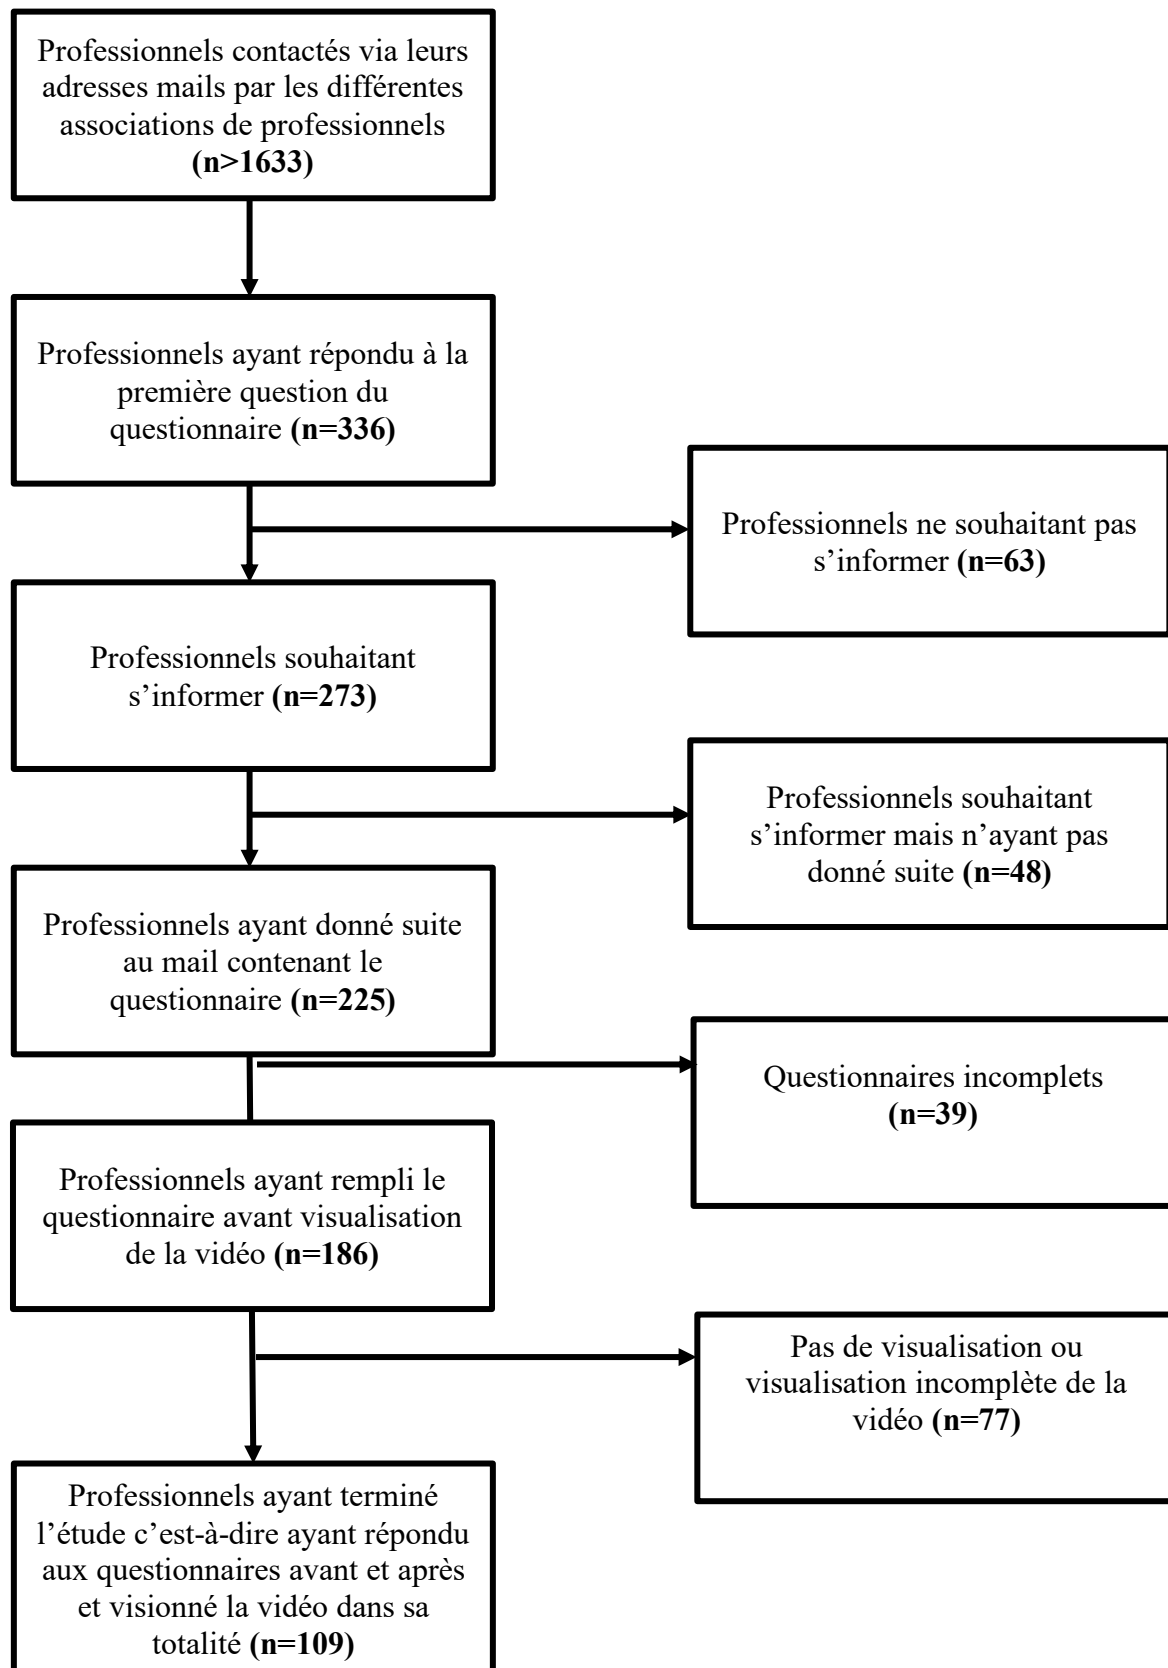 Professionnels contactés via leurs
adresses mails par les différentes
associations de professionnels
(n>1633)
Professionnels ayant répondu à la
première question du
questionnaire (n=336)
Professionnels ne souhaitant pas
s’informer (n=63)
Professionnels souhaitant
s’informer (n=273)
Professionnels souhaitant
s’informer mais n’ayant pas
donné suite (n=48)
Professionnels ayant donné suite
au mail contenant le
questionnaire (n=225)
Questionnaires incomplets
(n=39)
Professionnels ayant rempli le
questionnaire avant visualisation
de la vidéo (n=186)
Pas de visualisation ou
visualisation incomplète de la
vidéo (n=77)
Professionnels ayant terminé
l’étude c’est-à-dire ayant répondu
aux questionnaires avant et après
et visionné la vidéo dans sa
totalité (n=109)